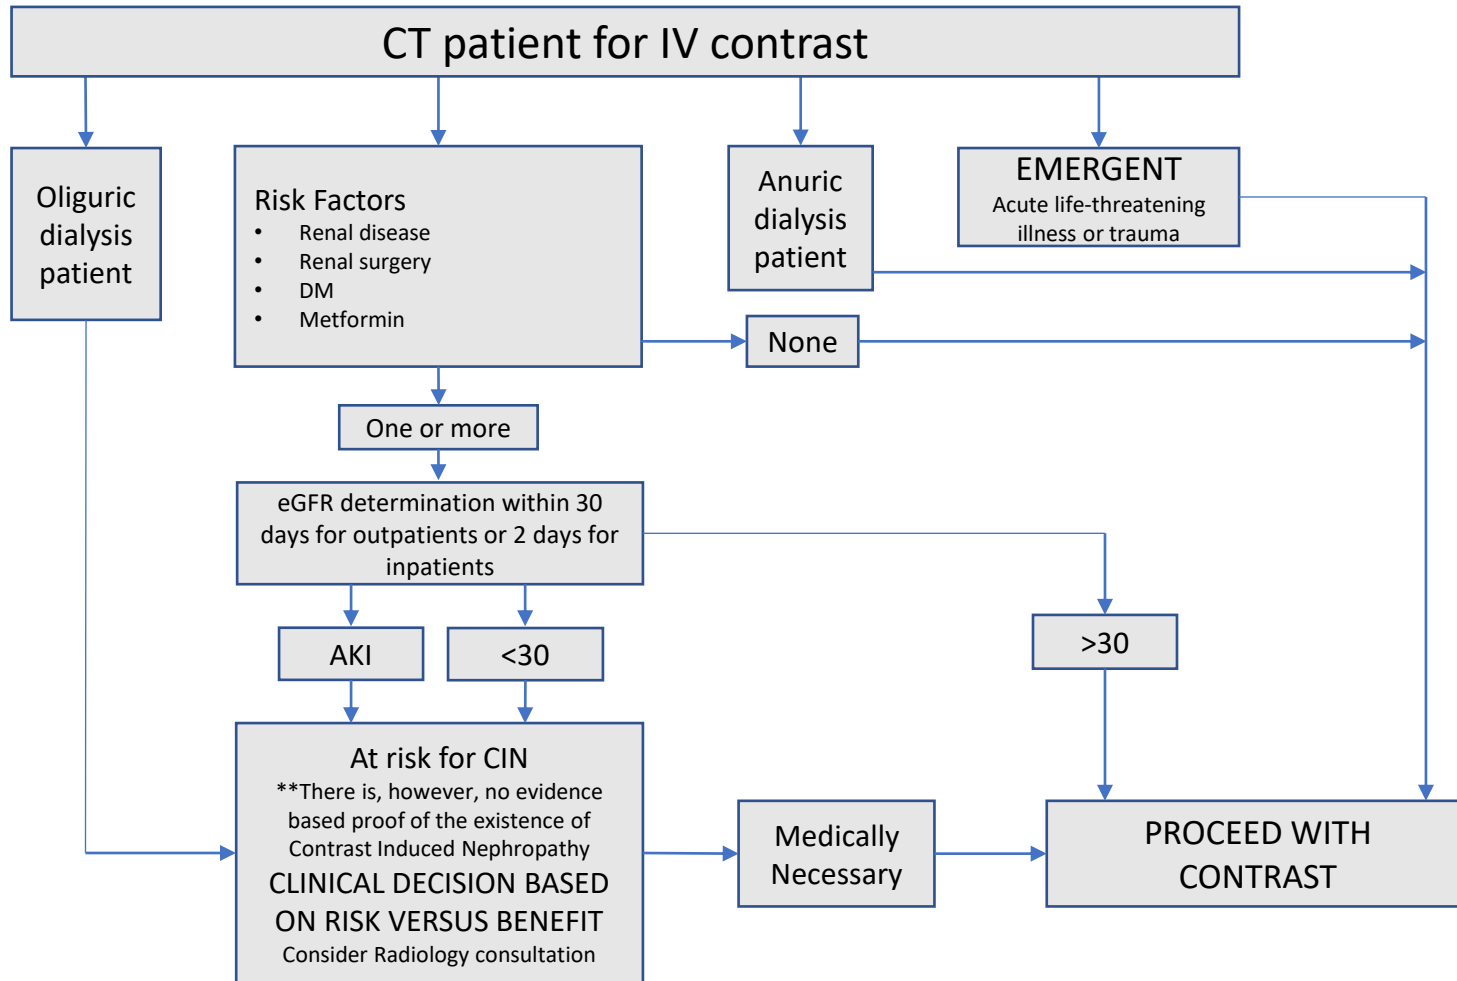 CT patient for IV contrast
Oliguric
dialysis
patient
Risk Factors
• Renal disease
• Renal surgery
• DM
• Metformin
Anuric
dialysis
patient
EMERGENT
Acute life-threatening
illness or trauma
None
One or more
eGFR determination within 30
days for outpatients or 2 days for
inpatients
AKI
<30
>30
At risk for CIN
**There is, however, no evidence
based proof of the existence of
Contrast Induced Nephropathy
CLINICAL DECISION BASED
ON RISK VERSUS BENEFIT
Consider Radiology consultation
Medically
Necessary
PROCEED WITH
CONTRAST